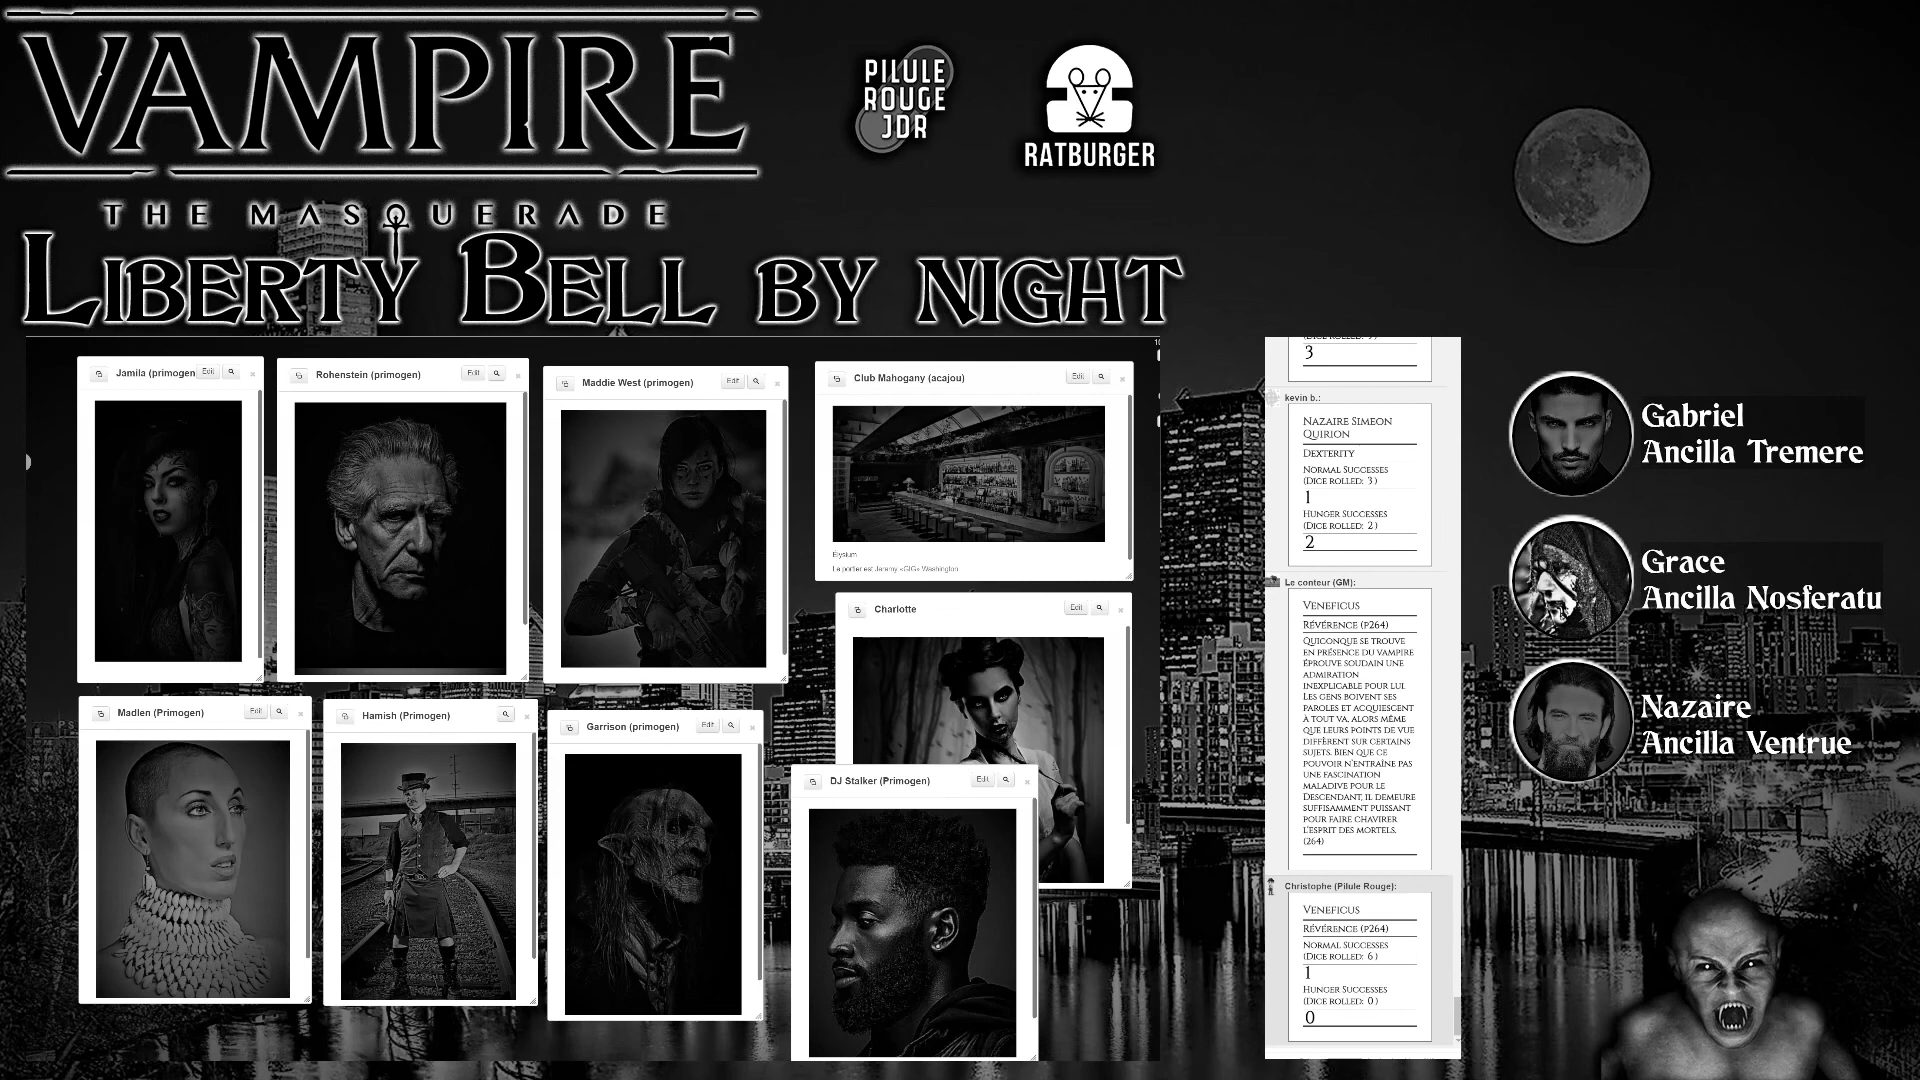 VAMPIRE
THE MASQUERADE
LIBERTY BELL BY NIGHT
PILULE
ROUGE
JDR
RATBURGER
Jamila (primogen
Edit
Rohenstein (primogen)
Edit
Maddie West (primogen)
Edit
Club Mahogany (acajou)
Edit
Élysium
Le portier est Jeremy «GIG» Washington
Charlotte
Edit
Madlen (Primogen)
Edit
Hamish (Primogen)
Garrison (primogen)
Edit
DJ Stalker (Primogen)
Edit
3
kevin b.:
NAZAIRE SIMEON
QUIRION
DEXTERITY
NORMAL SUCCESSES
(DICE ROLLED: 3 )
1
HUNGER SUCCESSES
(DICE ROLLED: 2 )
2
Le conteur (GM):
VENEFICUS
RÉVÉRENCE (P264)
QUICONQUE SE TROUVE
EN PRÉSENCE DU VAMPIRE
ÉPROUVE SOUDAIN UNE
ADMIRATION
INEXPLICABLE POUR LUI.
LES GENS BOIVENT SES
PAROLES ET ACQUIESCENT
À TOUT VA, ALORS MÊME
QUE LEURS POINTS DE VUE
DIFFÈRENT SUR CERTAINS
SUJETS. BIEN QUE CE
POUVOIR N'ENTRAÎNE PAS
UNE FASCINATION
MALADIVE POUR LE
DESCENDANT, IL DEMEURE
SUFFISAMMENT PUISSANT
POUR FAIRE CHAVIRER
L'ESPRIT DES MORTELS.
(264)
Christophe (Pilule Rouge):
VENEFICUS
RÉVÉRENCE (P264)
NORMAL SUCCESSES
(DICE ROLLED: 6 )
1
HUNGER SUCCESSES
(DICE ROLLED: 0 )
0
Gabriel
Ancilla Tremere
Grace
Ancilla Nosferatu
Nazaire
Ancilla Ventrue